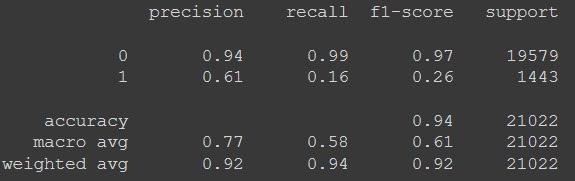 precision recall f1-score support
0 0.94 0.99 0.97 19579
1 0.61 0.16 0.26 1443
accuracy 0.94 21022
macro avg 0.77 0.58 0.61 21022
weighted avg 0.92 0.94 0.92 21022